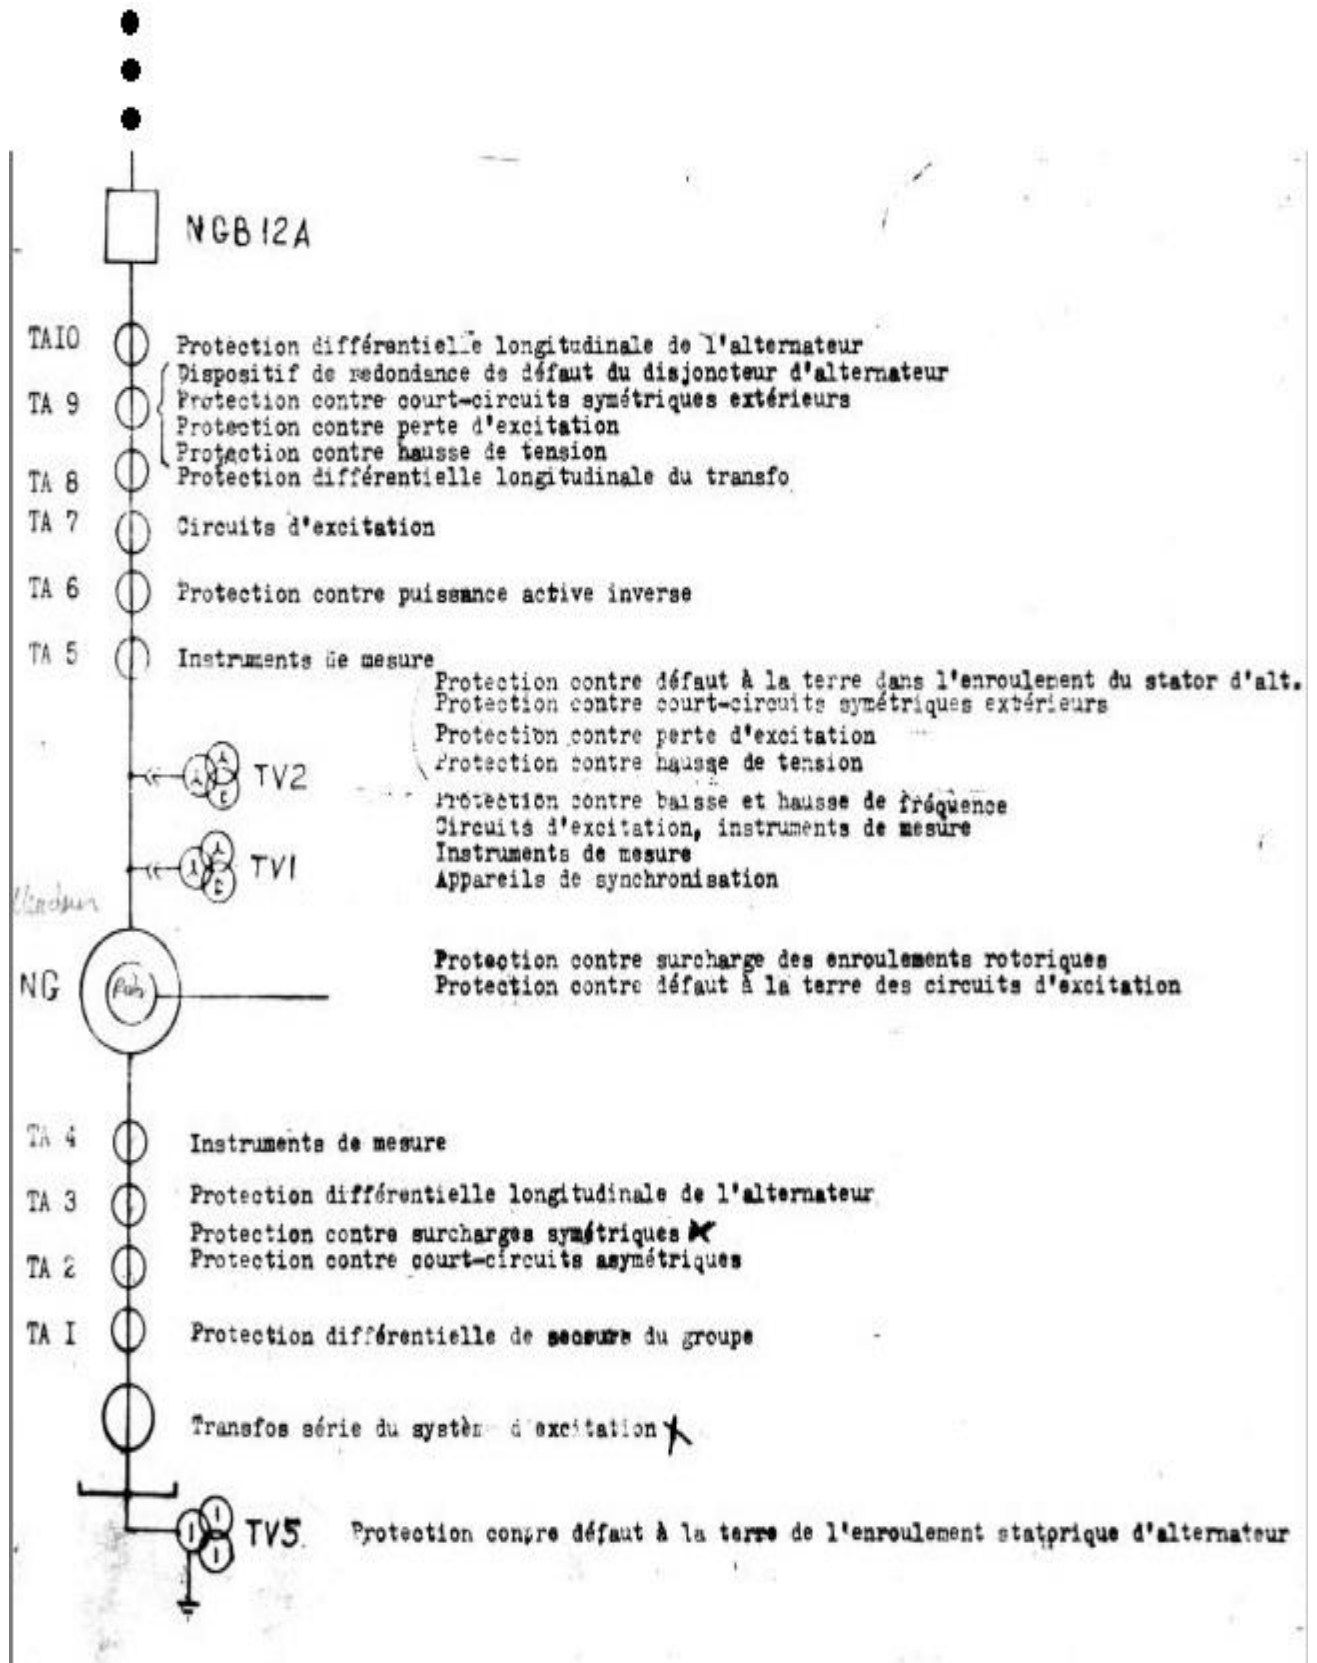 NGB12A
TAIO Protection différentielle longitudinale de l'alternateur
Dispositif de redondance de défaut du disjoncteur d'alternateur
TA 9 Protection contre court-circuits symétriques extérieurs
Protection contre perte d'excitation
Protection contre hausse de tension
TA 8 Protection différentielle longitudinale du transfo
TA 7 Circuits d'excitation
TA 6 Protection contre puissance active inverse
TA 5 Instruments de mesure
Protection contre défaut à la terre dans l'enroulement du stator d'alt.
Protection contre court-circuits symétriques extérieurs
Protection contre perte d'excitation
Protection contre hausse de tension
TV2
Protection contre baisse et hausse de fréquence
Circuits d'excitation, instruments de mesure
Instruments de mesure
TV1 Appareils de synchronisation
Protection contre surcharge des enroulements rotoriques
NG Protection contre défaut à la terre des circuits d'excitation
TA 4 Instruments de mesure
TA 3 Protection différentielle longitudinale de l'alternateur
Protection contre surcharges symétriques
TA 2 Protection contre court-circuits asymétriques
TA I Protection différentielle de secours du groupe
Transfos série du systèm d'excitation
TV5 Protection contre défaut à la terre de l'enroulement statorique d'alternateur